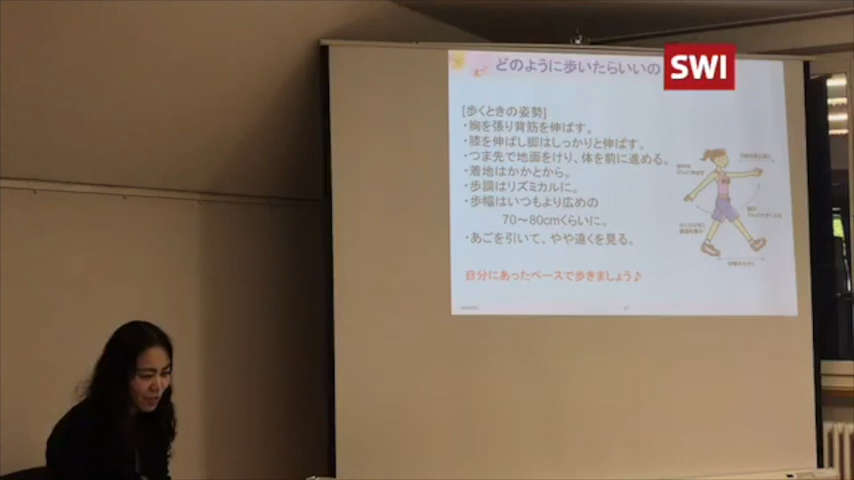 どのように歩いたらいいの
SWI
[歩くときの姿勢]
・胸を張り背筋を伸ばす。
・膝を伸ばし脚はしっかりと伸ばす。
・つま先で地面をけり、体を前に進める。
・着地はかかとから。
・歩調はリズミカルに。
・歩幅はいつもより広めの
70～80cmくらいに。
・あごを引いて、やや遠くを見る。
自分にあったペースで歩きましょう♪